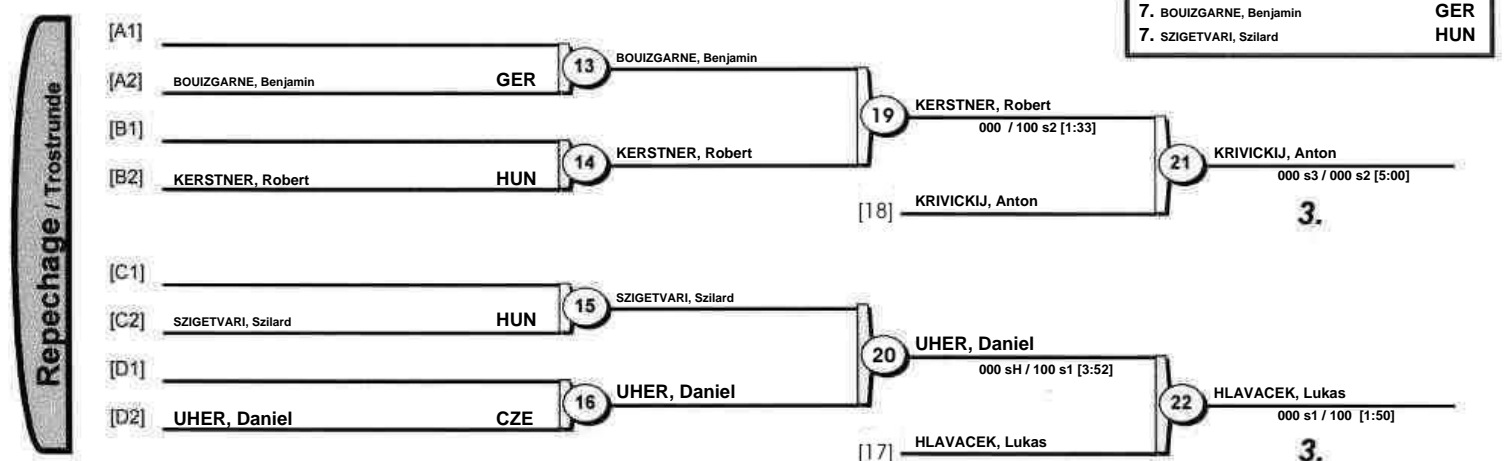 7. BOUIZGARNE, Benjamin GER
7. SZIGETVARI, Szilard HUN
Repechage / Trostrunde
[A1]
[A2] BOUIZGARNE, Benjamin GER
13
BOUIZGARNE, Benjamin
[B1]
[B2] KERSTNER, Robert HUN
14
KERSTNER, Robert
19
KERSTNER, Robert
000 / 100 s2 [1:33]
[18] KRIVICKIJ, Anton
21
KRIVICKIJ, Anton
000 s3 / 000 s2 [5:00]
3.
[C1]
[C2] SZIGETVARI, Szilard HUN
15
SZIGETVARI, Szilard
[D1]
[D2] UHER, Daniel CZE
16
UHER, Daniel
20
UHER, Daniel
000 sH / 100 s1 [3:52]
[17] HLAVACEK, Lukas
22
HLAVACEK, Lukas
000 s1 / 100 [1:50]
3.